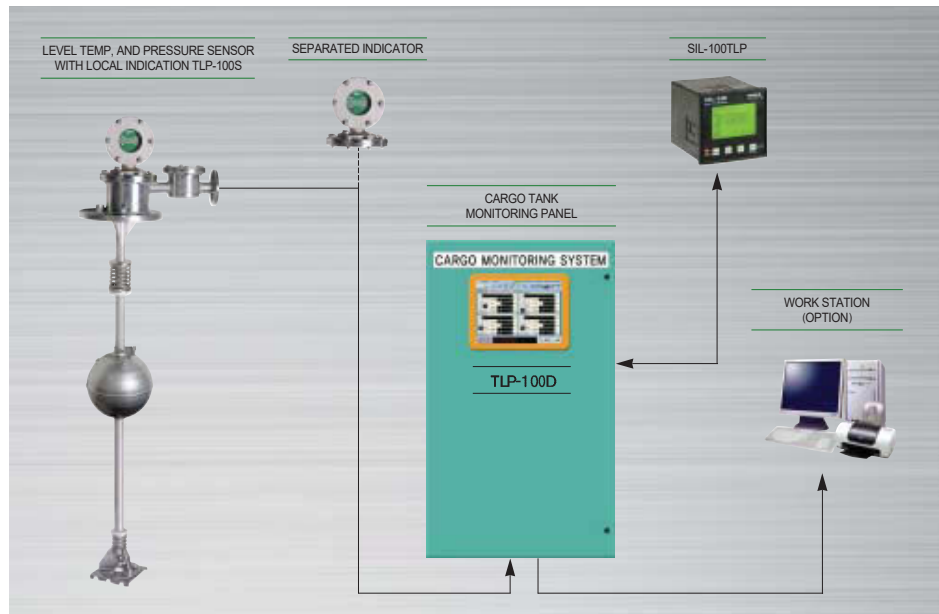 LEVEL TEMP, AND PRESSURE SENSOR
WITH LOCAL INDICATION TLP-100S
SEPARATED INDICATOR
SIL-100TLP
CARGO TANK
MONITORING PANEL
CARGO MONITORING SYSTEM
TLP-100D
WORK STATION
(OPTION)